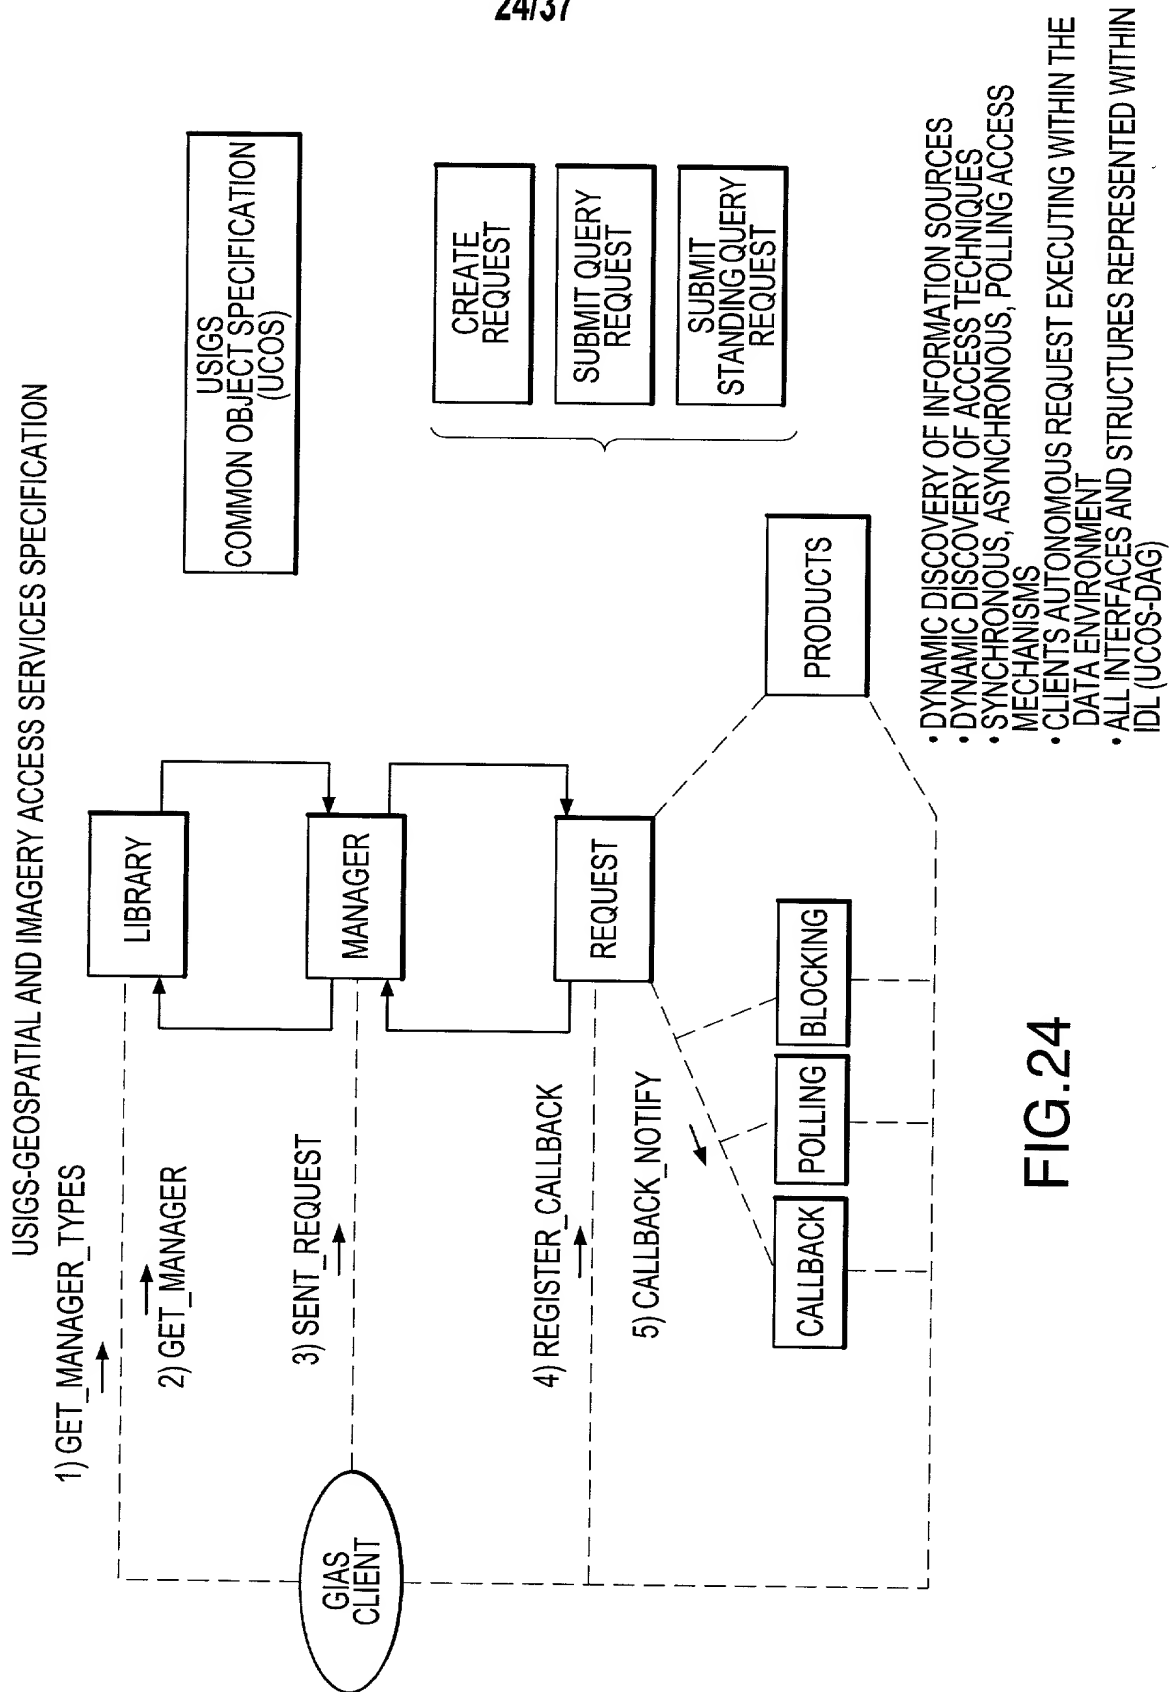 24/37
USIGS-GEOSPATIAL AND IMAGERY ACCESS SERVICES SPECIFICATION
1) GET_MANAGER_TYPES
2) GET_MANAGER
LIBRARY
USIGS
COMMON OBJECT SPECIFICATION
(UCOS)
3) SENT_REQUEST
GIAS
CLIENT
MANAGER
4) REGISTER_CALLBACK
REQUEST
CREATE
REQUEST
SUBMIT QUERY
REQUEST
SUBMIT
STANDING QUERY
REQUEST
5) CALLBACK_NOTIFY
CALLBACK
POLLING
BLOCKING
PRODUCTS
• DYNAMIC DISCOVERY OF INFORMATION SOURCES
• DYNAMIC DISCOVERY OF ACCESS TECHNIQUES
• SYNCHRONOUS, ASYNCHRONOUS, POLLING ACCESS
MECHANISMS
• CLIENTS AUTONOMOUS REQUEST EXECUTING WITHIN THE
DATA ENVIRONMENT
• ALL INTERFACES AND STRUCTURES REPRESENTED WITHIN
IDL (UCOS-DAG)
FIG.24